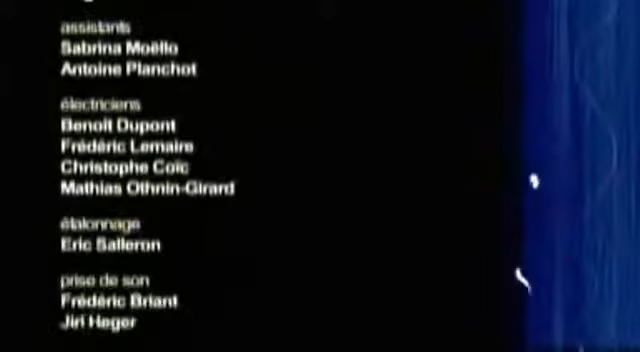 assistants
Sabrina Moëllo
Antoine Planchot
électriciens
Benoît Dupont
Frédéric Lemaire
Christophe Coïc
Mathias Othnin-Girard
étalonnage
Eric Salleron
prise de son
Frédéric Briant
Jiri Heger